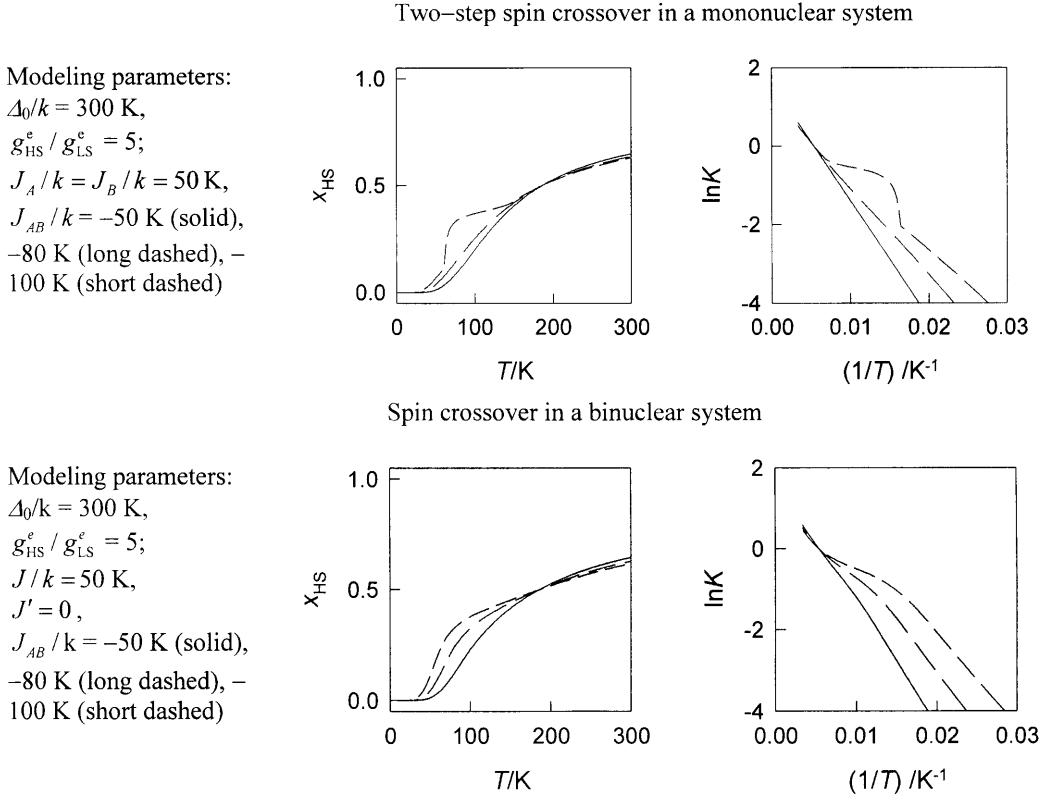 Two–step spin crossover in a mononuclear system
Modeling parameters:
Δ₀/k = 300 K,
g^e_HS / g^e_LS = 5;
J_A / k = J_B / k = 50 K,
J_AB / k = –50 K (solid),
–80 K (long dashed), –
100 K (short dashed)
1.0
0.5
0.0
x_HS
0
100
200
300
T/K
2
0
-2
-4
lnK
0.00
0.01
0.02
0.03
(1/T) /K⁻¹
Spin crossover in a binuclear system
Modeling parameters:
Δ₀/k = 300 K,
g^e_HS / g^e_LS = 5;
J / k = 50 K,
J′ = 0 ,
J_AB / k = –50 K (solid),
–80 K (long dashed), –
100 K (short dashed)
1.0
0.5
0.0
x_HS
0
100
200
300
T/K
2
0
-2
-4
lnK
0.00
0.01
0.02
0.03
(1/T) /K⁻¹